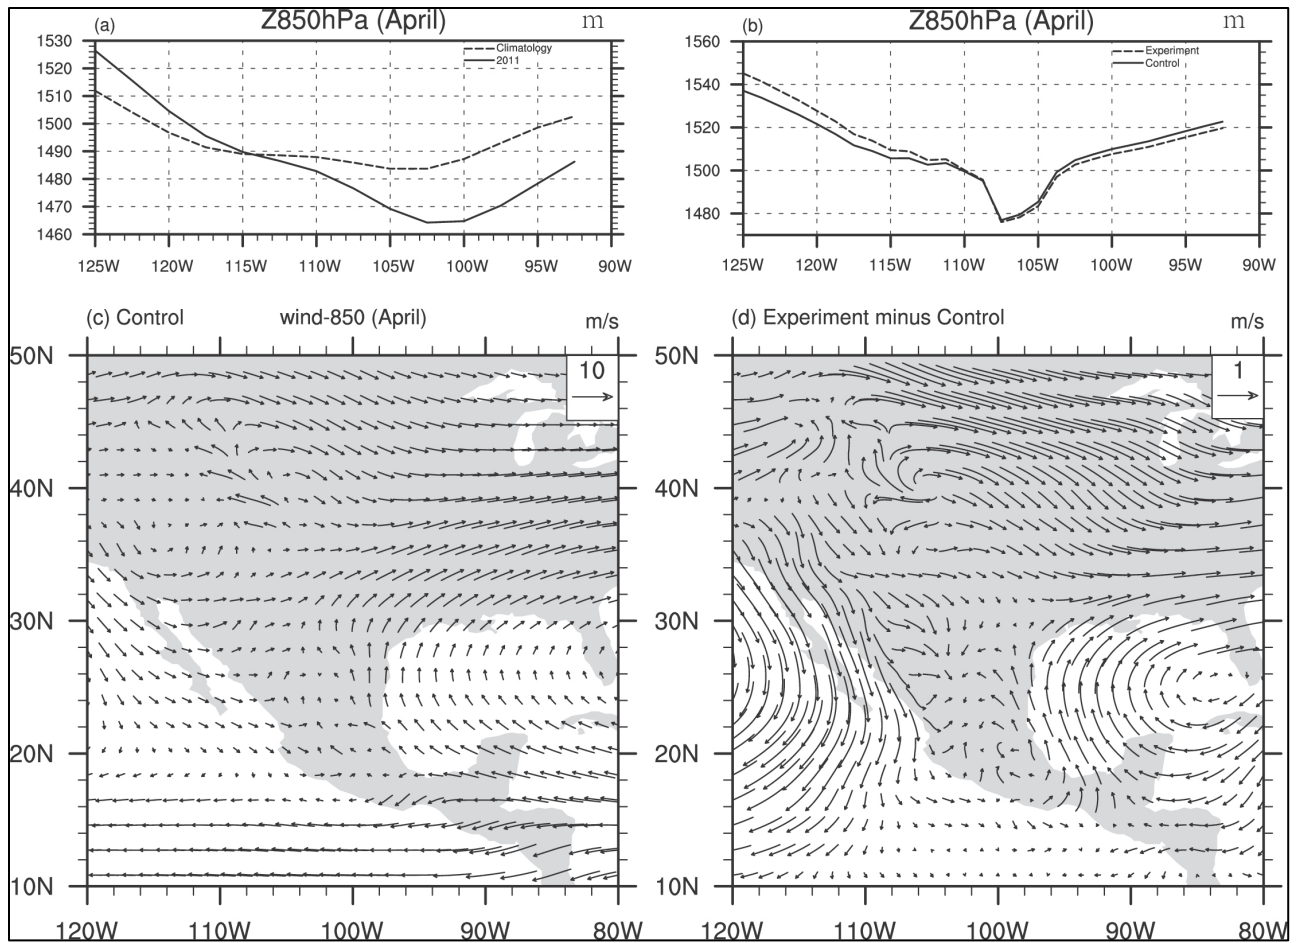 (a) Z850hPa (April) m
1530
1520
1510
1500
1490
1480
1470
1460
Climatology
2011
125W 120W 115W 110W 105W 100W 95W 90W
(b) Z850hPa (April) m
1560
1540
1520
1500
1480
Experiment
Control
125W 120W 115W 110W 105W 100W 95W 90W
(c) Control wind-850 (April) m/s
10
50N
40N
30N
20N
10N
120W 110W 100W 90W 80W
(d) Experiment minus Control m/s
1
50N
40N
30N
20N
10N
120W 110W 100W 90W 80W